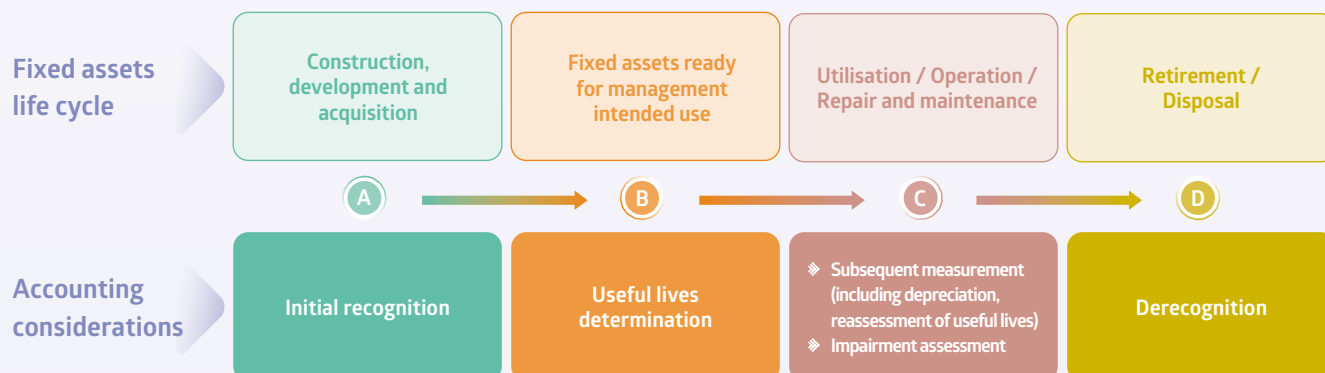 Fixed assets
life cycle
Construction,
development and
acquisition
Fixed assets ready
for management
intended use
Utilisation / Operation /
Repair and maintenance
Retirement /
Disposal
A
B
C
D
Accounting
considerations
Initial recognition
Useful lives
determination
Subsequent measurement
(including depreciation,
reassessment of useful lives)
Impairment assessment
Derecognition